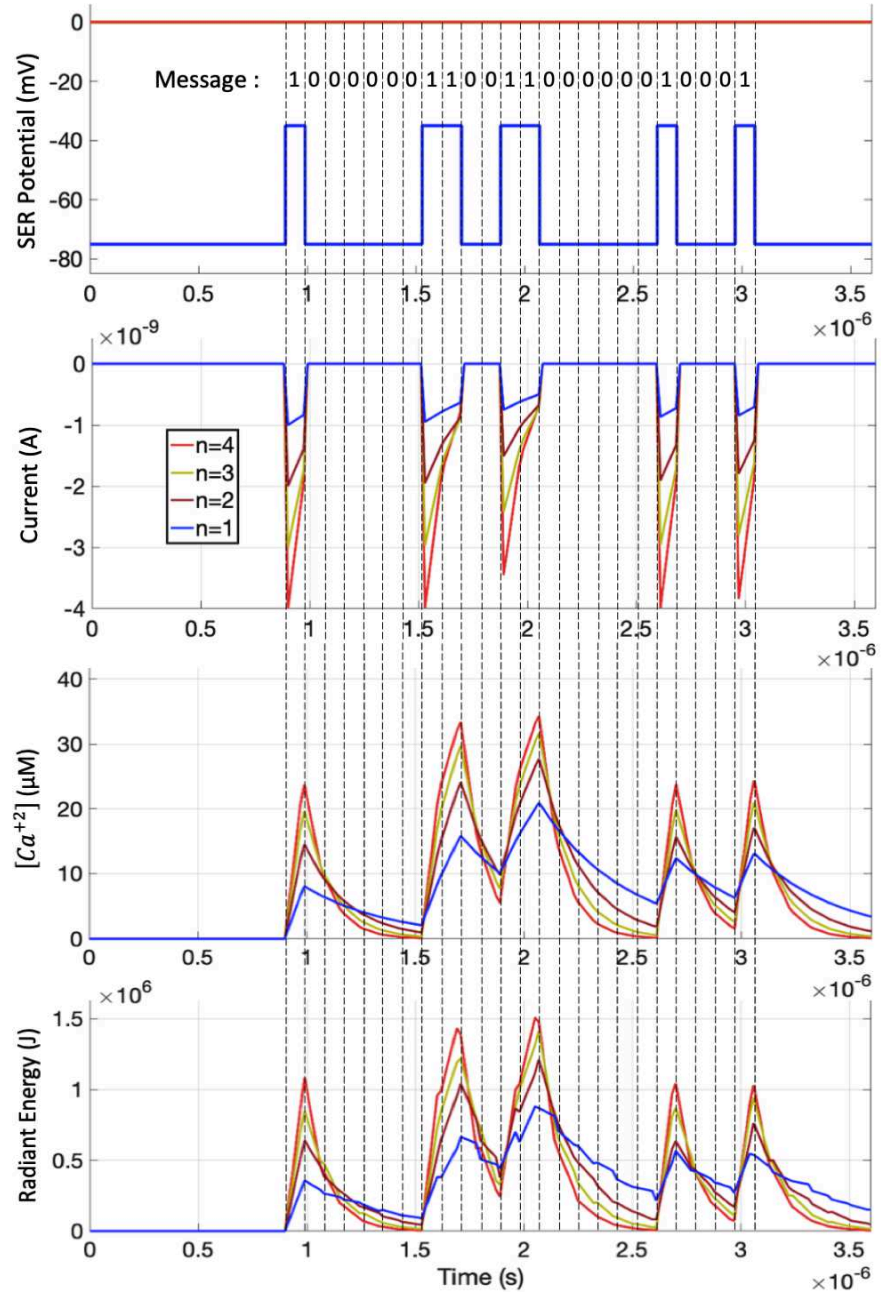 SER Potential (mV)
0
-20
-40
-60
-80
Message : 1 0 0 0 0 0 0 1 1 0 0 1 1 0 0 0 0 0 0 1 0 0 0 1
0 0.5 1 1.5 2 2.5 3 3.5
×10⁻⁶
×10⁻⁹
Current (A)
0
-1
-2
-3
-4
n=4
n=3
n=2
n=1
0 0.5 1 1.5 2 2.5 3 3.5
×10⁻⁶
[Ca⁺²] (µM)
40
30
20
10
0
0 0.5 1 1.5 2 2.5 3 3.5
×10⁻⁶
×10⁶
Radiant Energy (J)
1.5
1
0.5
0
0 0.5 1 1.5 2 2.5 3 3.5
Time (s)
×10⁻⁶